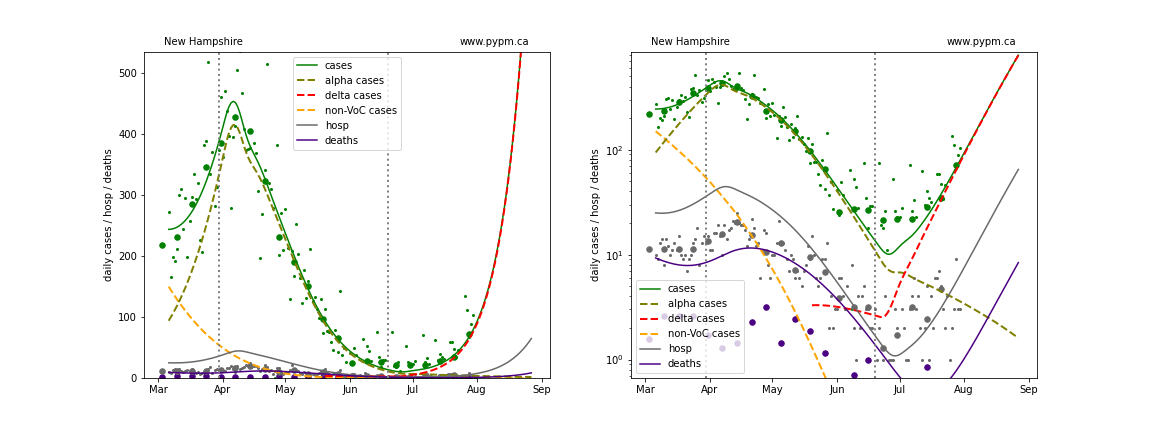 New Hampshire www.pypm.ca
daily cases / hosp / deaths
500
400
300
200
100
0
cases
alpha cases
delta cases
non-VoC cases
hosp
deaths
Mar Apr May Jun Jul Aug Sep
New Hampshire www.pypm.ca
daily cases / hosp / deaths
10²
10¹
10⁰
cases
alpha cases
delta cases
non-VoC cases
hosp
deaths
Mar Apr May Jun Jul Aug Sep